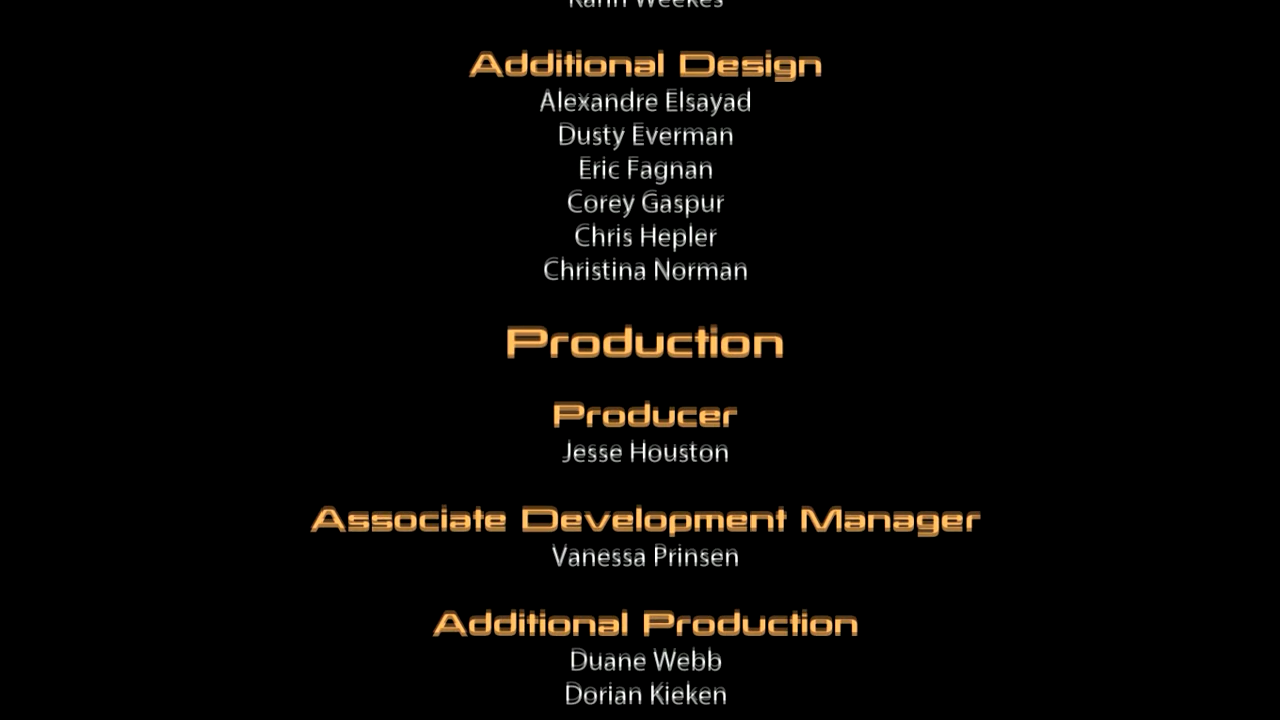 Weekes
Additional Design
Alexandre Elsayad
Dusty Everman
Eric Fagnan
Corey Gaspur
Chris Hepler
Christina Norman
Production
Producer
Jesse Houston
Associate Development Manager
Vanessa Prinsen
Additional Production
Duane Webb
Dorian Kieken